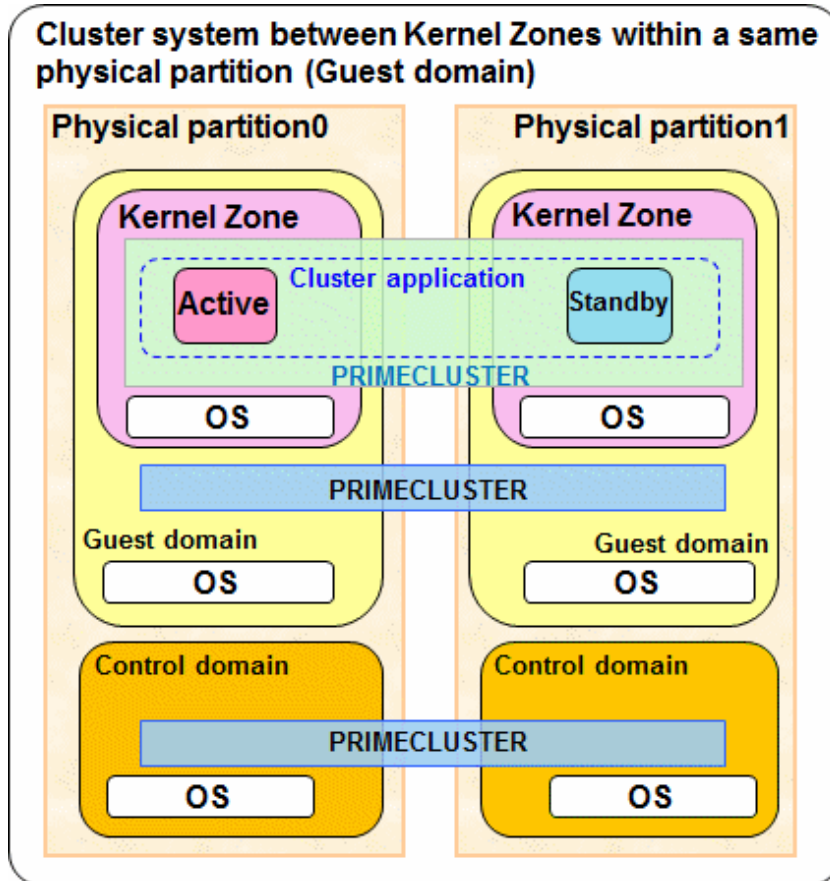 Cluster system between Kernel Zones within a same
physical partition (Guest domain)
Physical partition0
Physical partition1
Kernel Zone
Kernel Zone
Cluster application
Active
Standby
PRIMECLUSTER
OS
OS
PRIMECLUSTER
Guest domain
Guest domain
OS
OS
Control domain
Control domain
PRIMECLUSTER
OS
OS